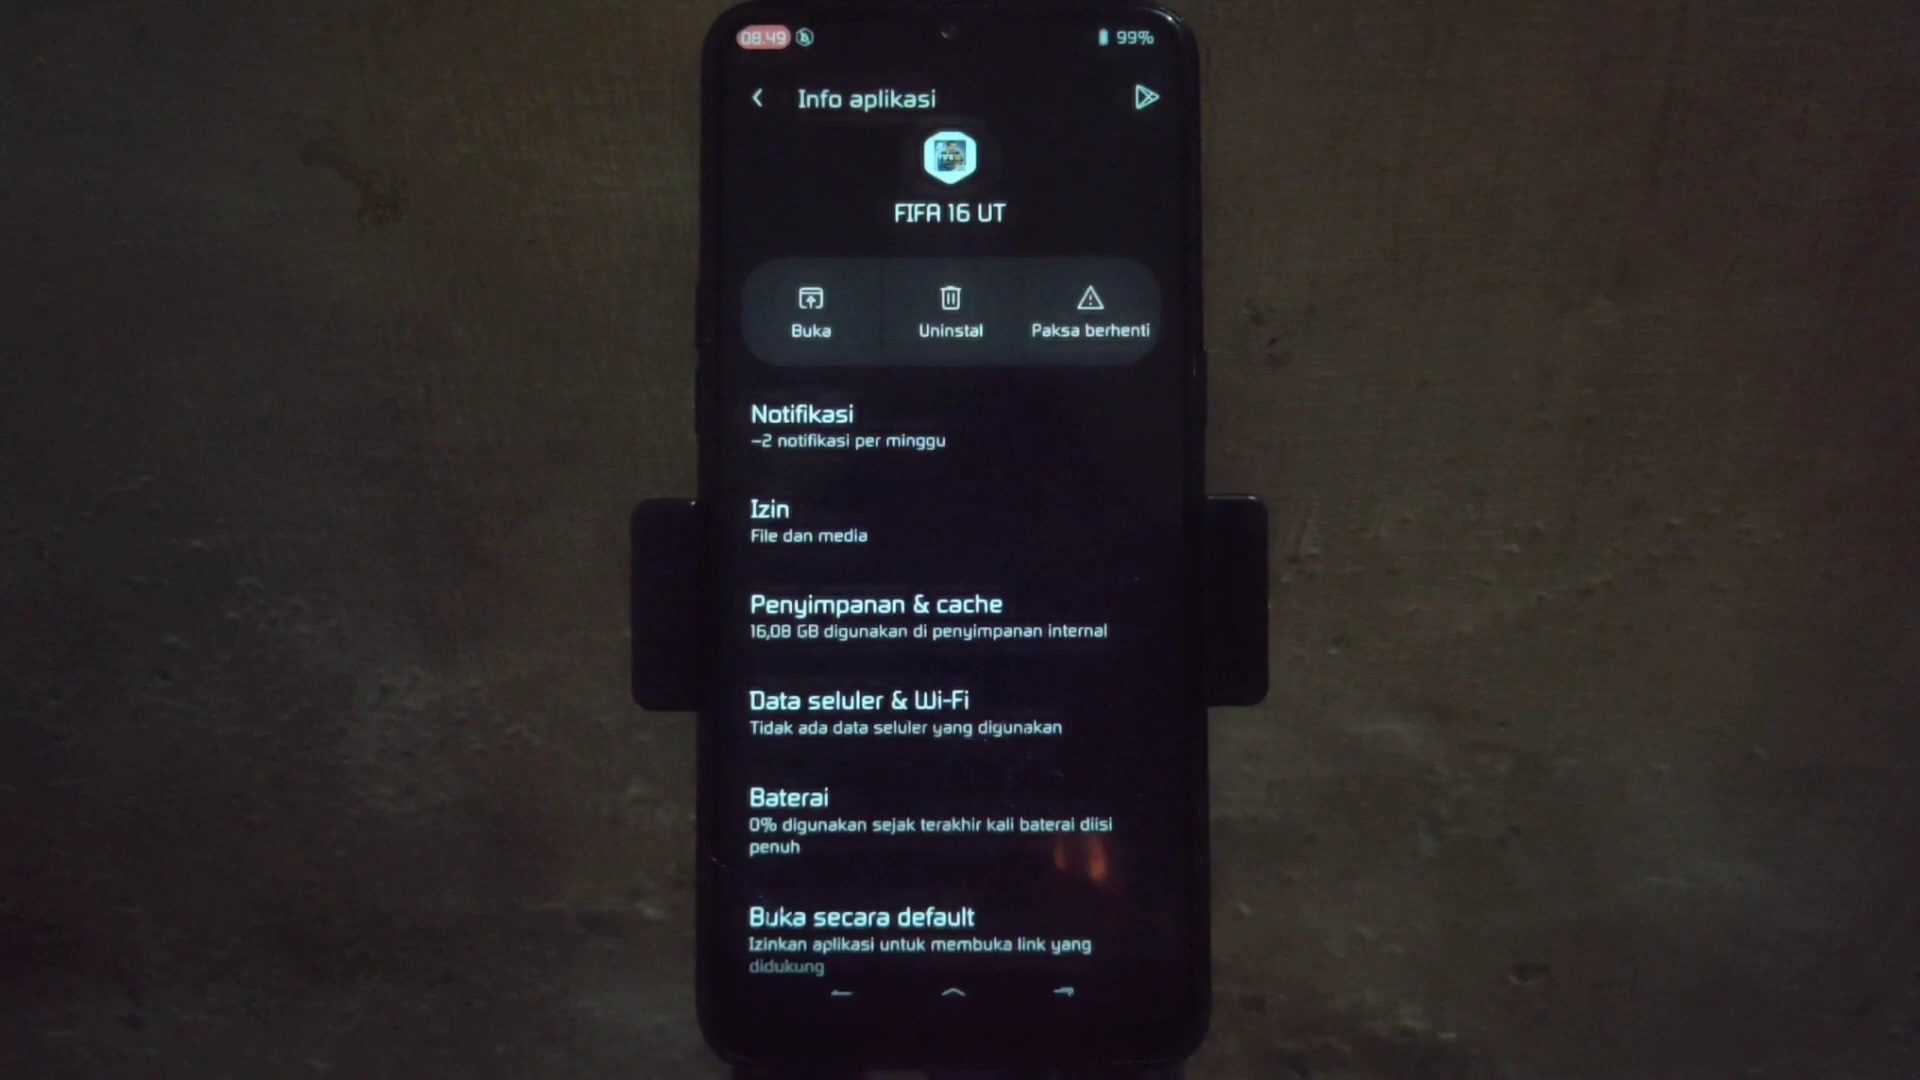 08.49
99%
Info aplikasi
FIFA 16 UT
Buka
Uninstal
Paksa berhenti
Notifikasi
~2 notifikasi per minggu
Izin
File dan media
Penyimpanan & cache
16,08 GB digunakan di penyimpanan internal
Data seluler & Wi-Fi
Tidak ada data seluler yang digunakan
Baterai
0% digunakan sejak terakhir kali baterai diisi
penuh
Buka secara default
Izinkan aplikasi untuk membuka link yang
didukung